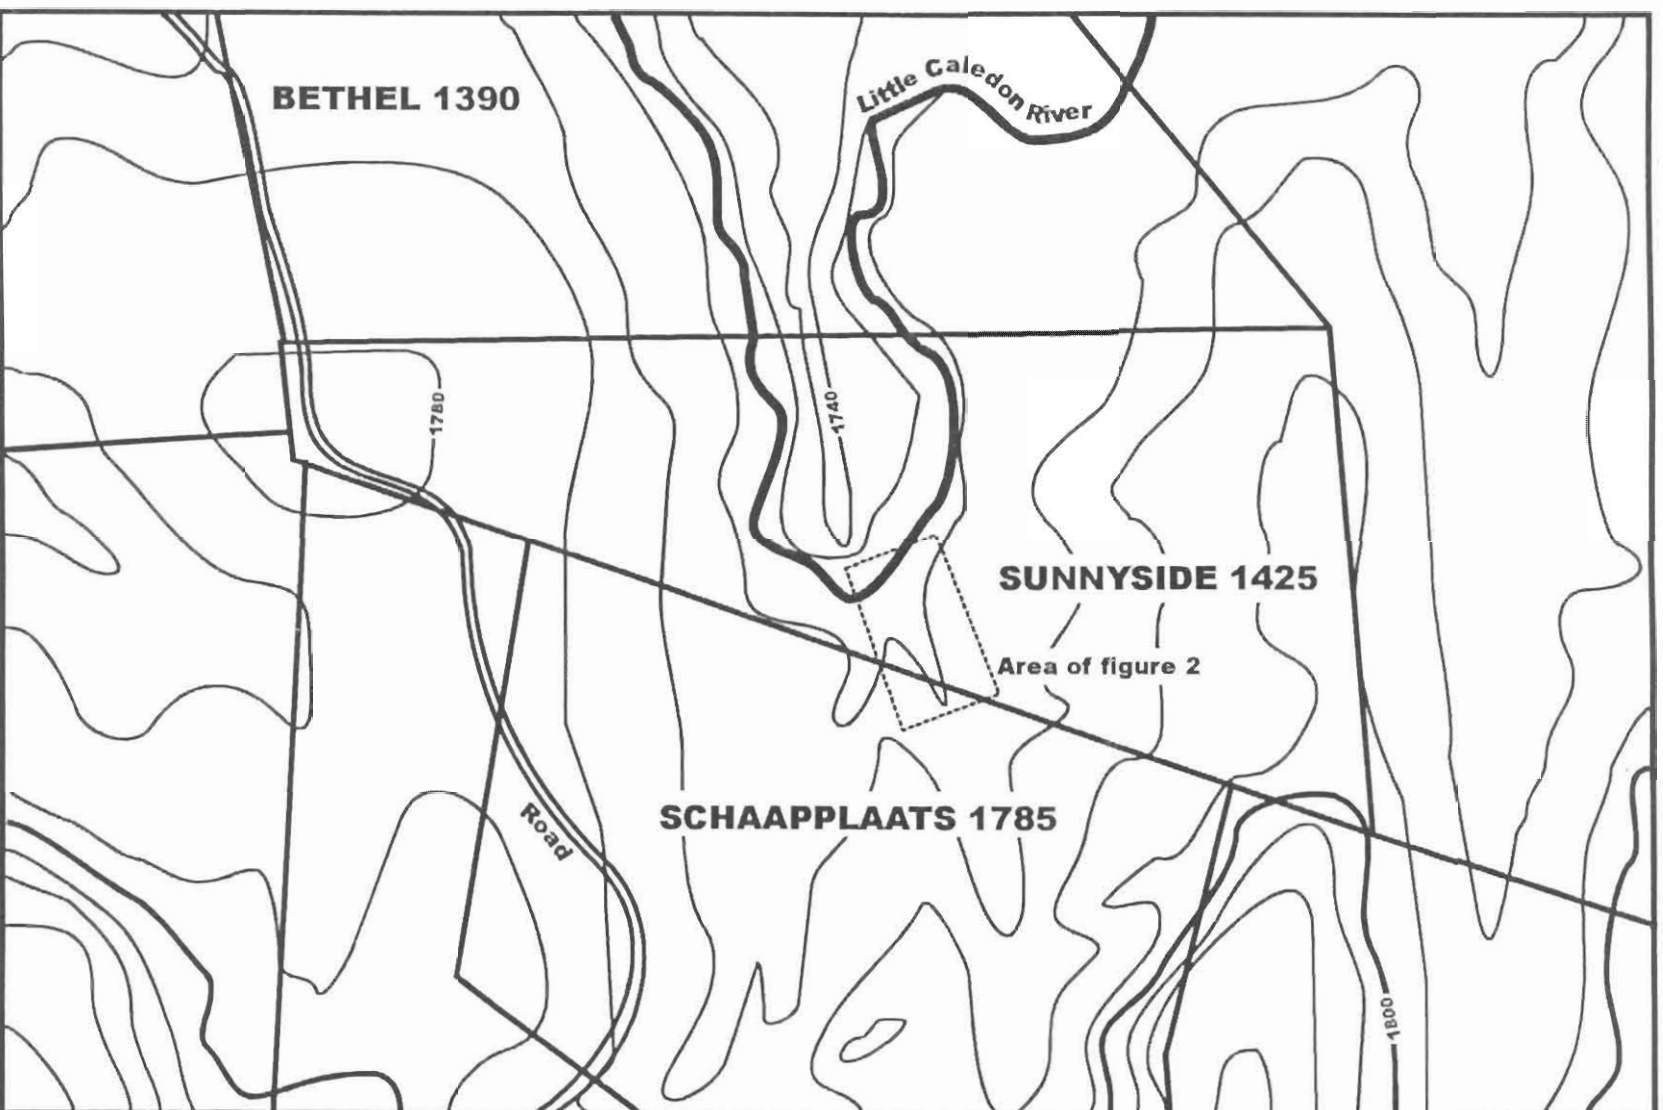 Little Caledon River
BETHEL 1390
1780
1740
SUNNYSIDE 1425
Area of figure 2
SCHAAPPLAATS 1785
Road
1800